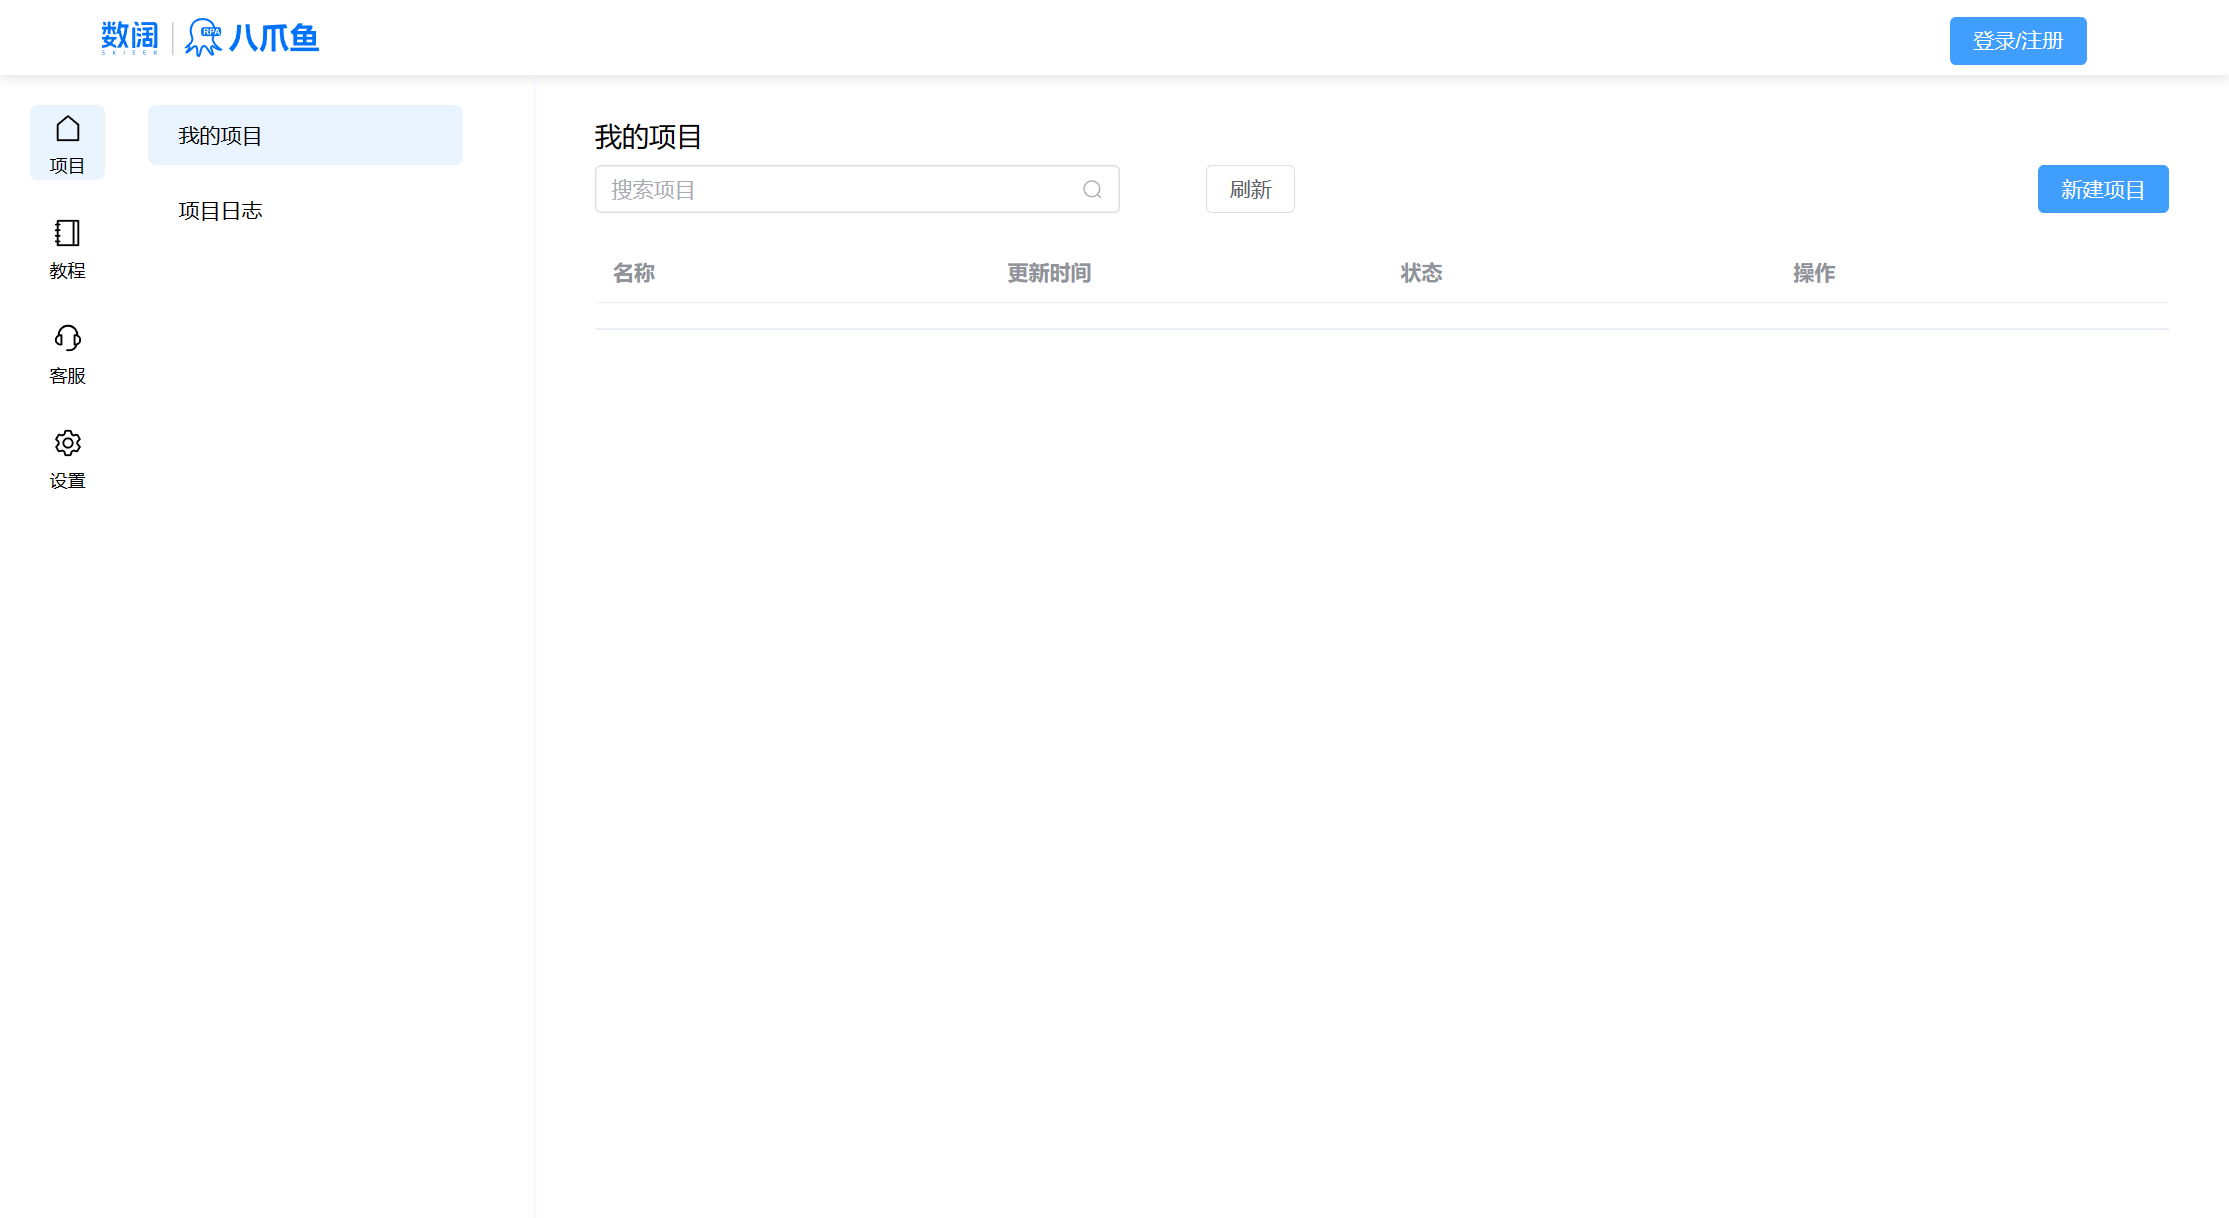 数阔
SKIEER
RPA
八爪鱼
登录/注册
项目
教程
客服
设置
我的项目
项目日志
我的项目
搜索项目
刷新
新建项目
名称 更新时间 状态 操作